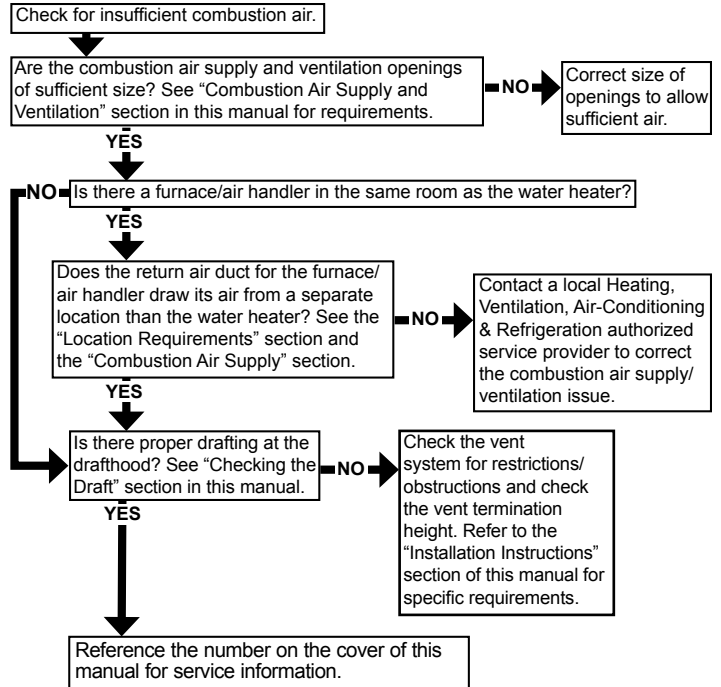 Check for insufficient combustion air.
Are the combustion air supply and ventilation openings
of sufficient size? See “Combustion Air Supply and
Ventilation” section in this manual for requirements.
NO
Correct size of
openings to allow
sufficient air.
YES
NO
Is there a furnace/air handler in the same room as the water heater?
YES
Does the return air duct for the furnace/
air handler draw its air from a separate
location than the water heater? See the
“Location Requirements” section and
the “Combustion Air Supply” section.
NO
Contact a local Heating,
Ventilation, Air-Conditioning
& Refrigeration authorized
service provider to correct
the combustion air supply/
ventilation issue.
YES
Is there proper drafting at the
drafthood? See “Checking the
Draft” section in this manual.
NO
Check the vent
system for restrictions/
obstructions and check
the vent termination
height. Refer to the
“Installation Instructions”
section of this manual for
specific requirements.
YES
Reference the number on the cover of this
manual for service information.